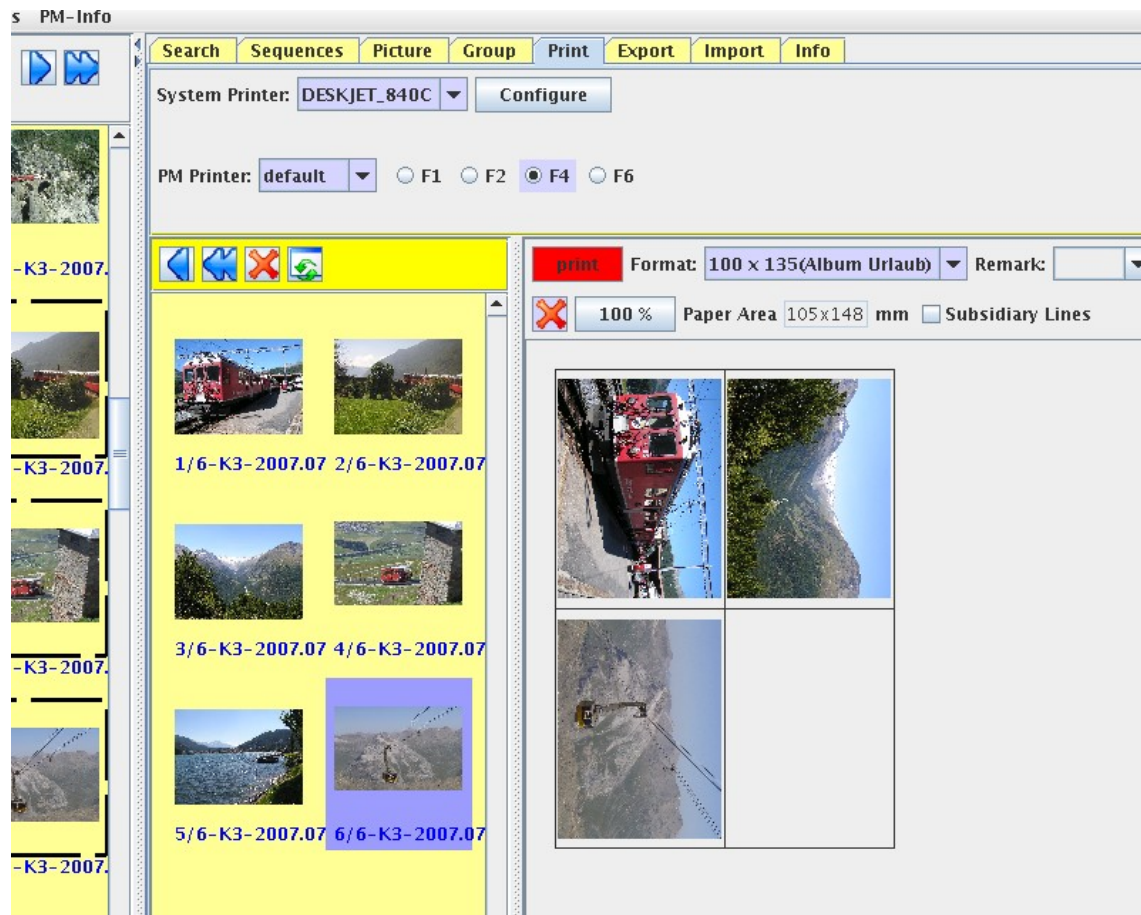 s PM-Info
Search Sequences Picture Group Print Export Import Info
System Printer: DESKJET_840C Configure
PM Printer: default F1 F2 F4 F6
-K3-2007.
print Format: 100 x 135(Album Urlaub) Remark:
100 % Paper Area 105x148 mm Subsidiary Lines
-K3-2007.
1/6-K3-2007.07 2/6-K3-2007.07
-K3-2007.
3/6-K3-2007.07 4/6-K3-2007.07
-K3-2007.
5/6-K3-2007.07 6/6-K3-2007.07